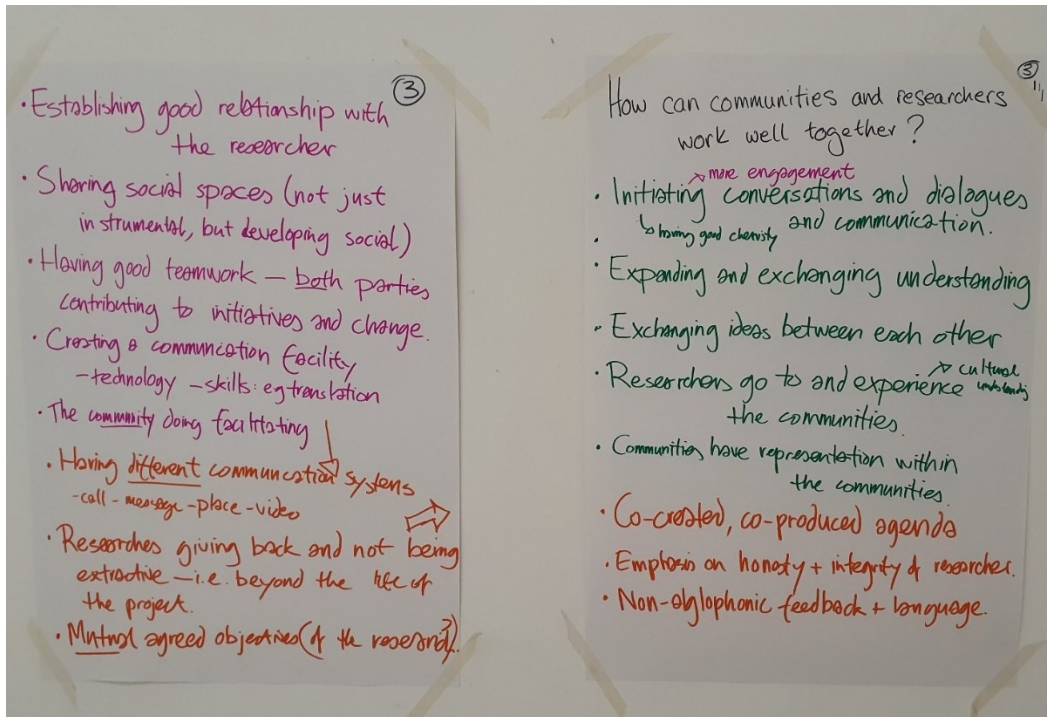 ③
• Establishing good relationship with
the researcher
• Sharing social spaces (not just
instrumental, but developing social)
• Having good teamwork – both parties
contributing to initiatives and change.
• Creating a communication facility
- technology - skills: eg translation
• The community doing facilitating
• Having different communcation systems
- call - message - place - video
• Researches giving back and not being
extractive – i.e. beyond the life of
the project.
• Mutual agreed objectives (of the research?).
③
How can communities and researchers
work well together?
more engagement
• Initiating conversations and dialogues
and communication.
having good
• Expanding and exchanging understanding
• Exchanging ideas between each other
• Researchers go to and experience
cultural
the communities.
• Communities have representation within
the communities.
• Co-created, co-produced agenda
• Emphasis on honesty + integrity of researcher.
• Non-alglophonic feedback + language.